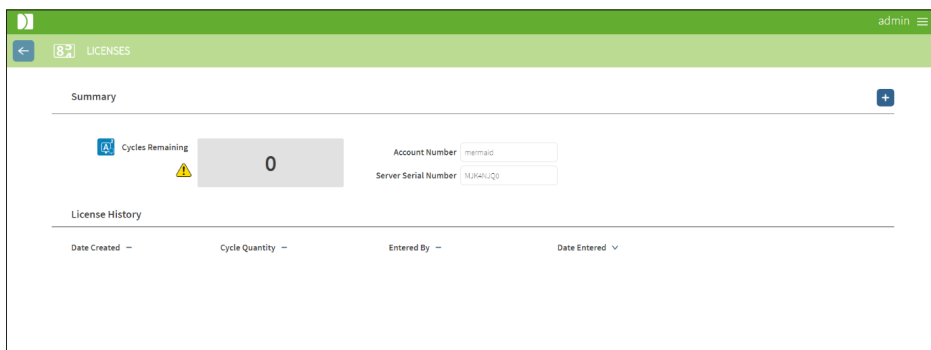 admin
LICENSES
Summary
+
Cycles Remaining
0
Account Number mermaid
Server Serial Number MJK4NJQ0
License History
Date Created Cycle Quantity Entered By Date Entered